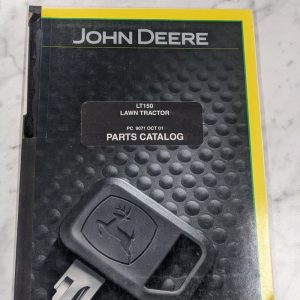 JOHN DEERE
LT150
LAWN TRACTOR
PC 9071 OCT 01
PARTS CATALOG